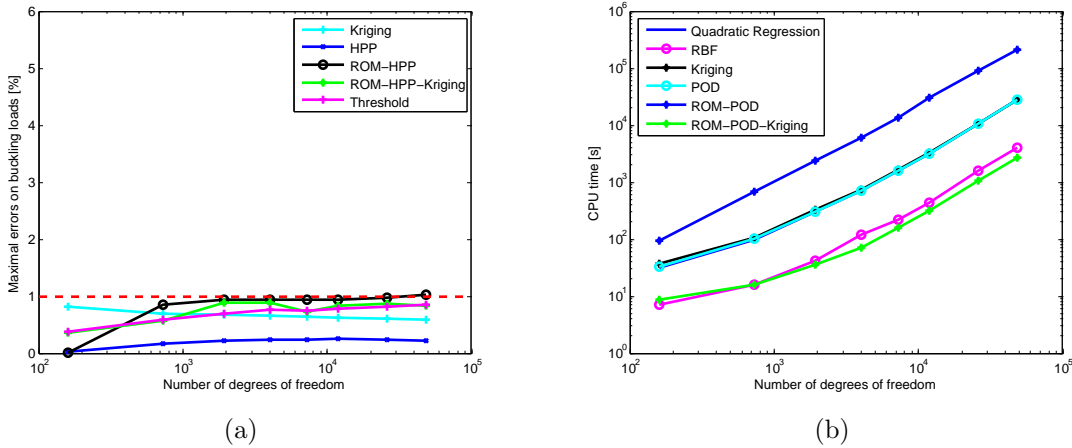 Maximal errors on buckling loads [%]
6
5
4
3
2
1
0
10^2
10^3
10^4
10^5
Number of degrees of freedom
Kriging
HPP
ROM−HPP
ROM−HPP−Kriging
Threshold
(a)
CPU time [s]
10^6
10^5
10^4
10^3
10^2
10^1
10^0
10^2
10^3
10^4
10^5
Number of degrees of freedom
Quadratic Regression
RBF
Kriging
POD
ROM−POD
ROM−POD−Kriging
(b)